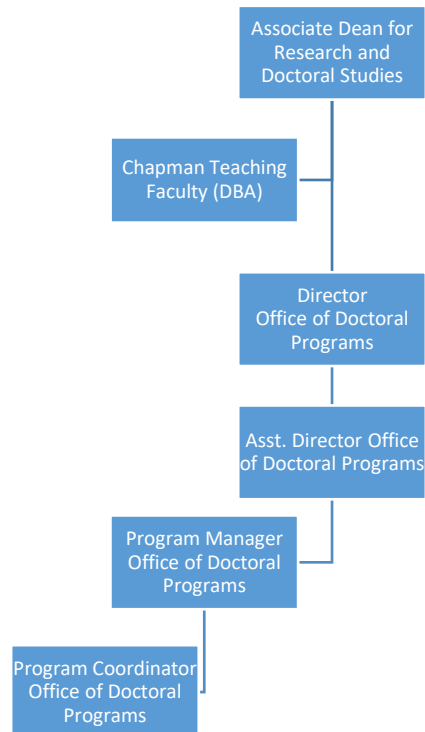 Associate Dean for
Research and
Doctoral Studies
Chapman Teaching
Faculty (DBA)
Director
Office of Doctoral
Programs
Asst. Director Office
of Doctoral Programs
Program Manager
Office of Doctoral
Programs
Program Coordinator
Office of Doctoral
Programs